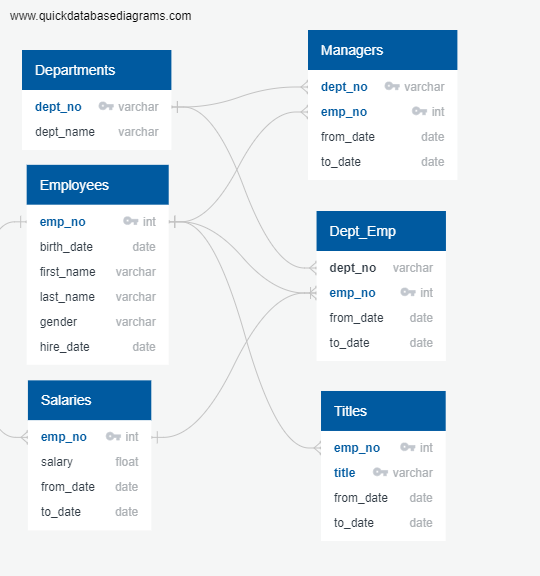 www.quickdatabasediagrams.com
Departments
dept_no varchar
dept_name varchar
Employees
emp_no int
birth_date date
first_name varchar
last_name varchar
gender varchar
hire_date date
Salaries
emp_no int
salary float
from_date date
to_date date
Managers
dept_no varchar
emp_no int
from_date date
to_date date
Dept_Emp
dept_no varchar
emp_no int
from_date date
to_date date
Titles
emp_no int
title varchar
from_date date
to_date date